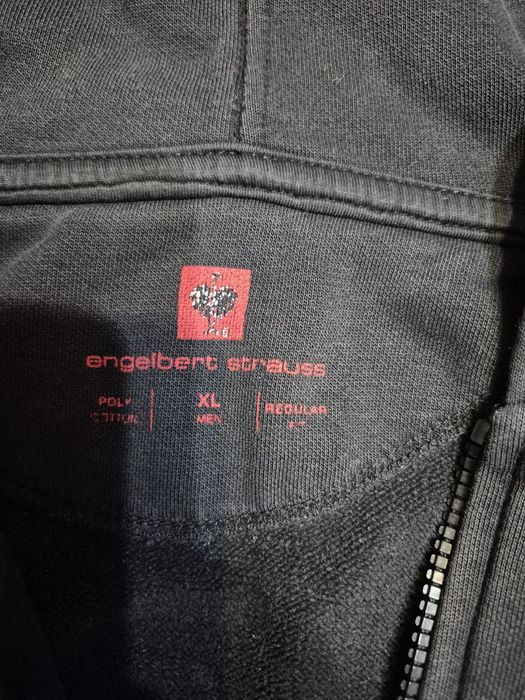 engelbert strauss
POLY | XL | REGULAR
COTTON | MEN | FIT